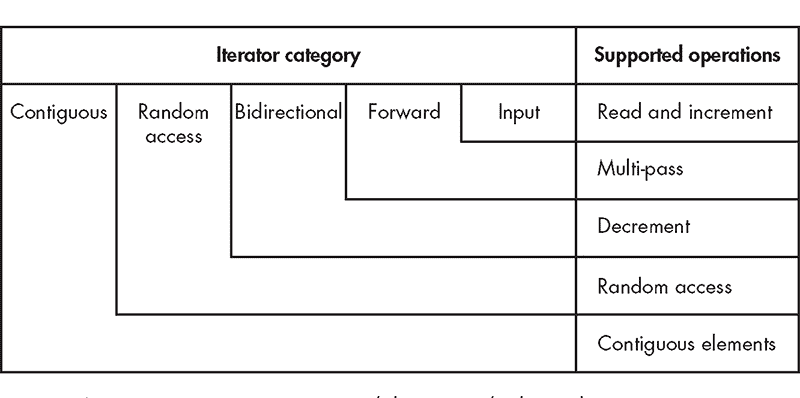 Iterator category Supported operations
Contiguous Random access Bidirectional Forward Input Read and increment
Multi-pass
Decrement
Random access
Contiguous elements